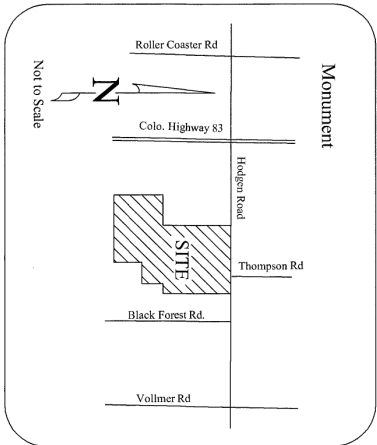 Monument
Roller Coaster Rd
N
Not to Scale
Colo. Highway 83
Hodgen Road
SITE
Thompson Rd
Black Forest Rd.
Vollmer Rd